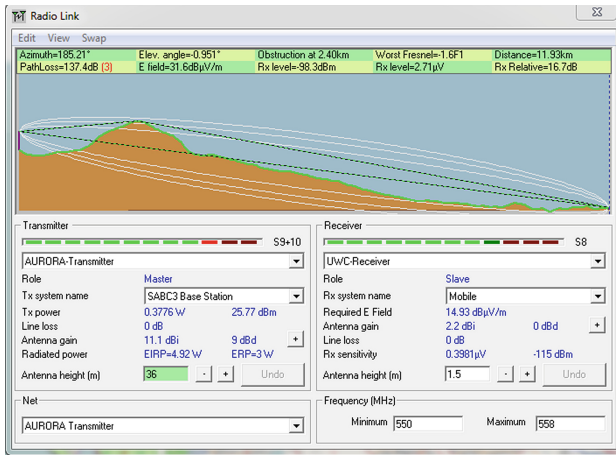 Radio Link
Edit View Swap
Azimuth=185.21° Elev. angle=-0.951° Obstruction at 2.40km Worst Fresnel=-1.6F1 Distance=11.93km
PathLoss=137.4dB (3) E field=31.6dBµV/m Rx level=-98.3dBm Rx level=2.71µV Rx Relative=16.7dB
Transmitter
S9+10
AURORA-Transmitter
Role Master
Tx system name SABC3 Base Station
Tx power 0.3776 W 25.77 dBm
Line loss 0 dB
Antenna gain 11.1 dBi 9 dBd +
Radiated power EIRP=4.92 W ERP=3 W
Antenna height (m) 36 - + Undo
Net
AURORA Transmitter
Receiver
S8
UWC-Receiver
Role Slave
Rx system name Mobile
Required E Field 14.93 dBµV/m
Antenna gain 2.2 dBi 0 dBd +
Line loss 0 dB
Rx sensitivity 0.3981µV -115 dBm
Antenna height (m) 1.5 - + Undo
Frequency (MHz)
Minimum 550 Maximum 558